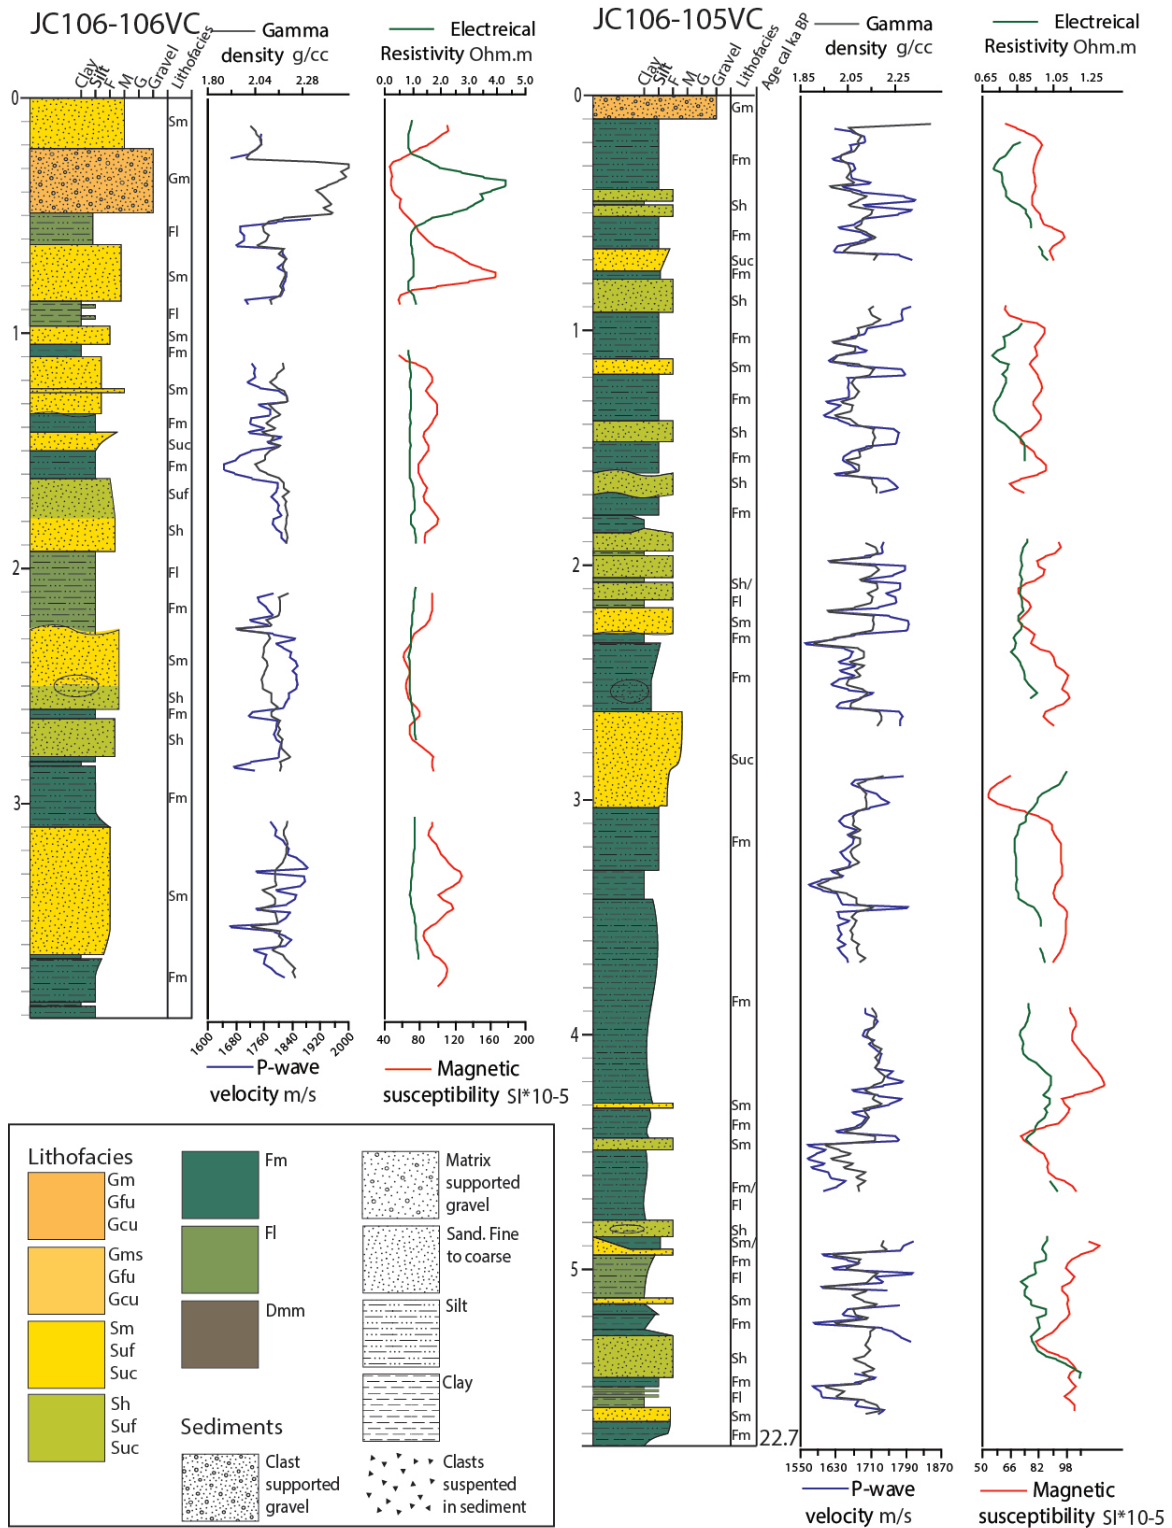 JC106-106VC
Clay
Silt
F
M
G
Gravel
Lithofacies
Gamma
density g/cc
1.80 2.04 2.28
Electreical
Resistivity Ohm.m
0.0 1.0 2.0 3.0 4.0 5.0
0
1
2
3
Sm
Gm
Fl
Sm
Fl
Sm
Fm
Sm
Fm
Suc
Fm
Suf
Sh
Fl
Fm
Sm
Sh
Fm
Sh
Fm
Sm
Fm
1600 1680 1760 1840 1920 2000
P-wave
velocity m/s
40 80 120 160 200
Magnetic
susceptibility SI*10-5
JC106-105VC
Clay
Silt
F
M
G
Gravel
Lithofacies
Age cal ka BP
Gamma
density g/cc
1.85 2.05 2.25
Electreical
Resistivity Ohm.m
0.65 0.85 1.05 1.25
0
1
2
3
4
5
Gm
Fm
Sh
Fm
Suc
Fm
Sh
Fm
Sm
Fm
Sh
Fm
Sh
Fm
Sh/
Fl
Sm
Fm
Fm
Suc
Fm
Fm
Sm
Fm
Sm
Fm/
Fl
Sh
Sm/
Fm
Fl
Sm
Fm
Sh
Fm
Fl
Sm
Fm
22.7
1550 1630 1710 1790 1870
P-wave
m/s
velocity
50 66 82 98
Magnetic
susceptibility SI*10-5
Lithofacies
Gm
Gfu
Gcu
Gms
Gfu
Gcu
Sm
Suf
Suc
Sh
Suf
Suc
Fm
Fl
Dmm
Sediments
Clast
supported
gravel
Matrix
supported
gravel
Sand. Fine
to coarse
Silt
Clay
Clasts
suspented
in sediment